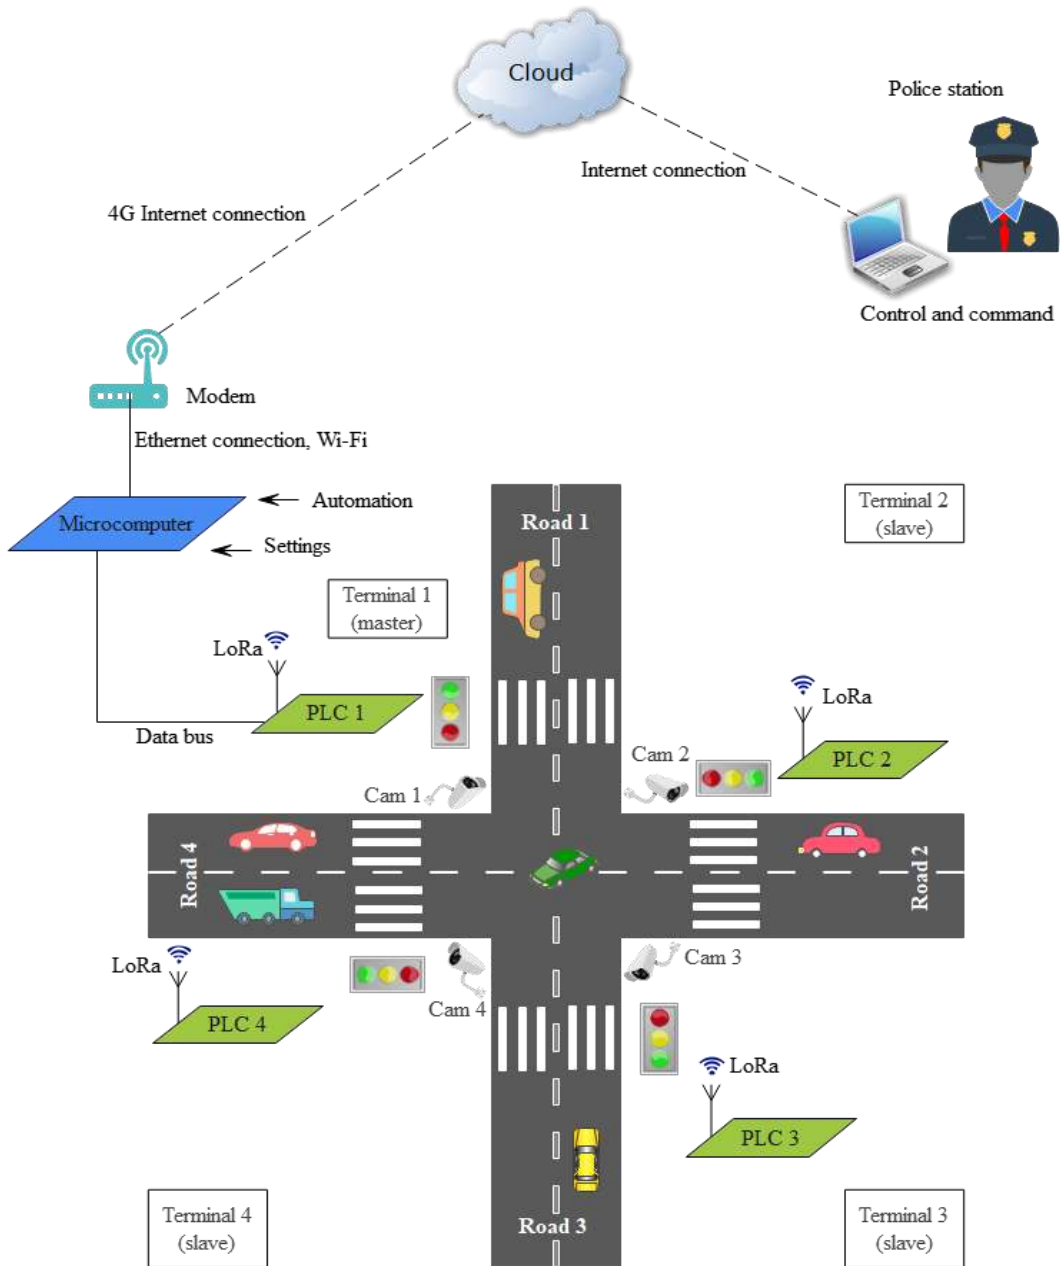 Cloud
Police station
Internet connection
4G Internet connection
Control and command
Modem
Ethernet connection, Wi-Fi
Automation
Microcomputer
Settings
Road 1
Terminal 2
(slave)
Terminal 1
(master)
LoRa
PLC 1
Data bus
LoRa
PLC 2
Cam 2
Cam 1
Road 4
Road 2
LoRa
Cam 3
Cam 4
PLC 4
LoRa
PLC 3
Terminal 4
(slave)
Road 3
Terminal 3
(slave)